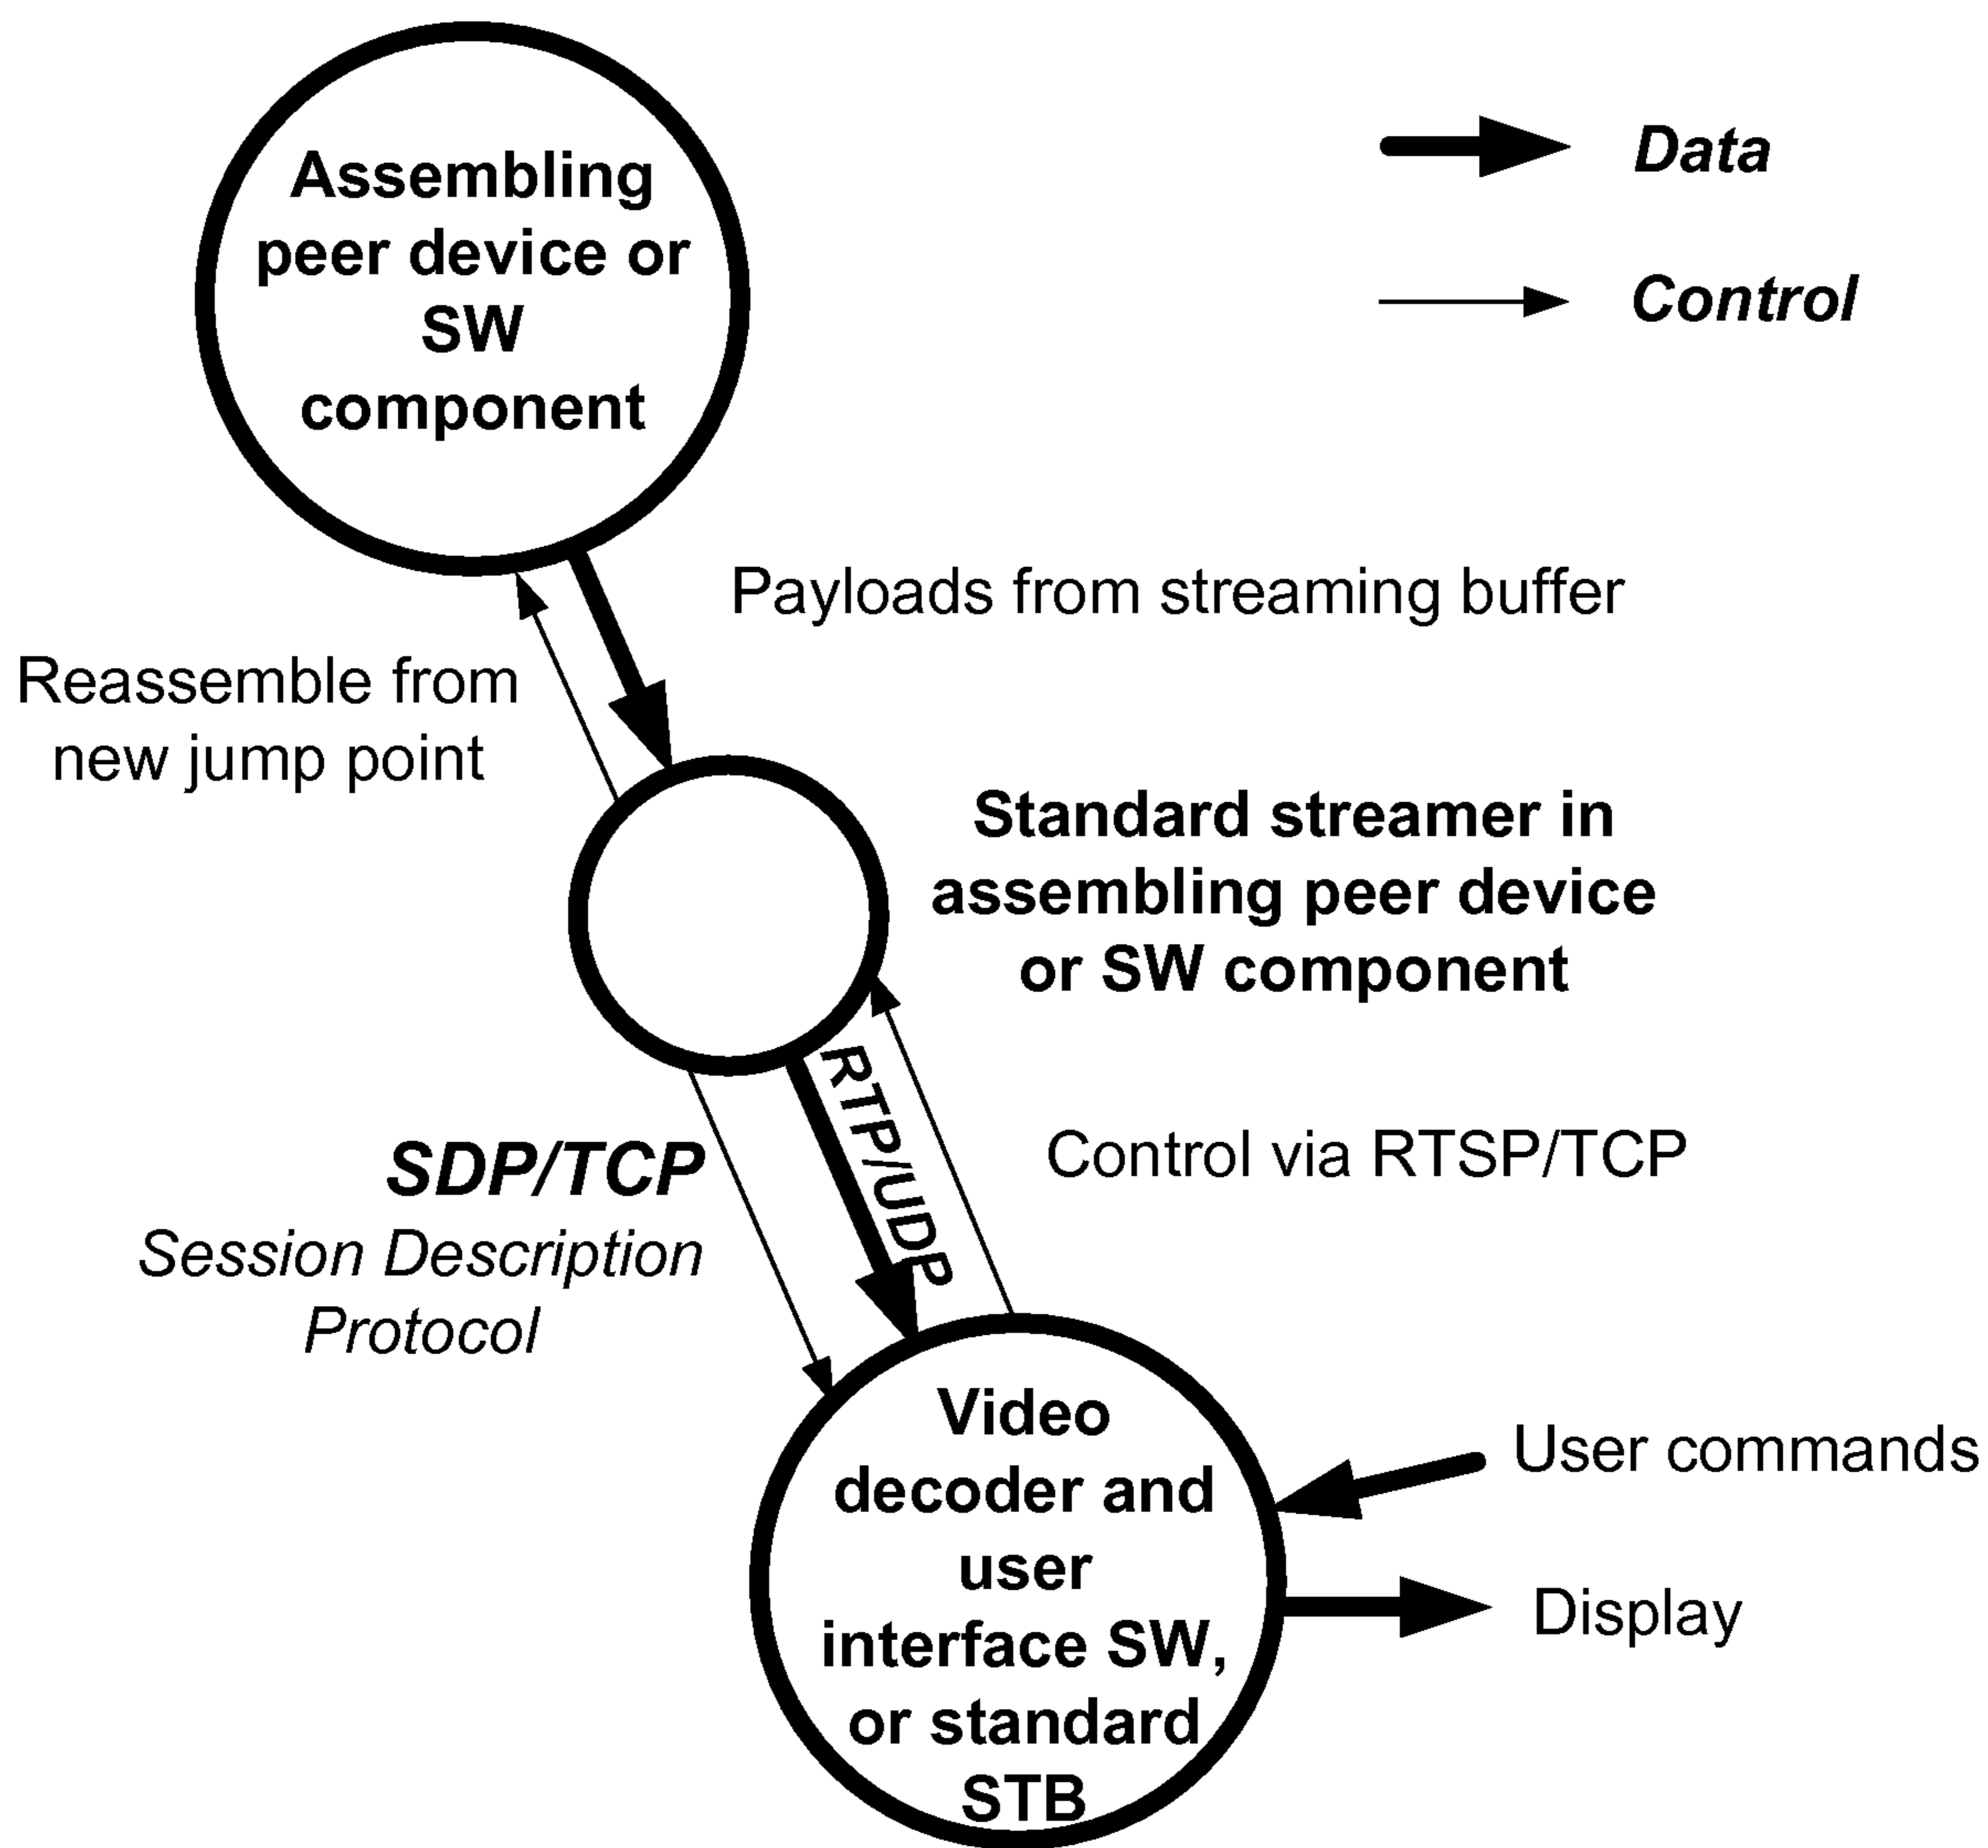 Assembling
peer device or
SW
component
Data
Control
Payloads from streaming buffer
Reassemble from
new jump point
Standard streamer in
assembling peer device
or SW component
RTP/UDP
SDP/TCP
Session Description
Protocol
Control via RTSP/TCP
Video
decoder and
user
interface SW,
or standard
STB
User commands
Display